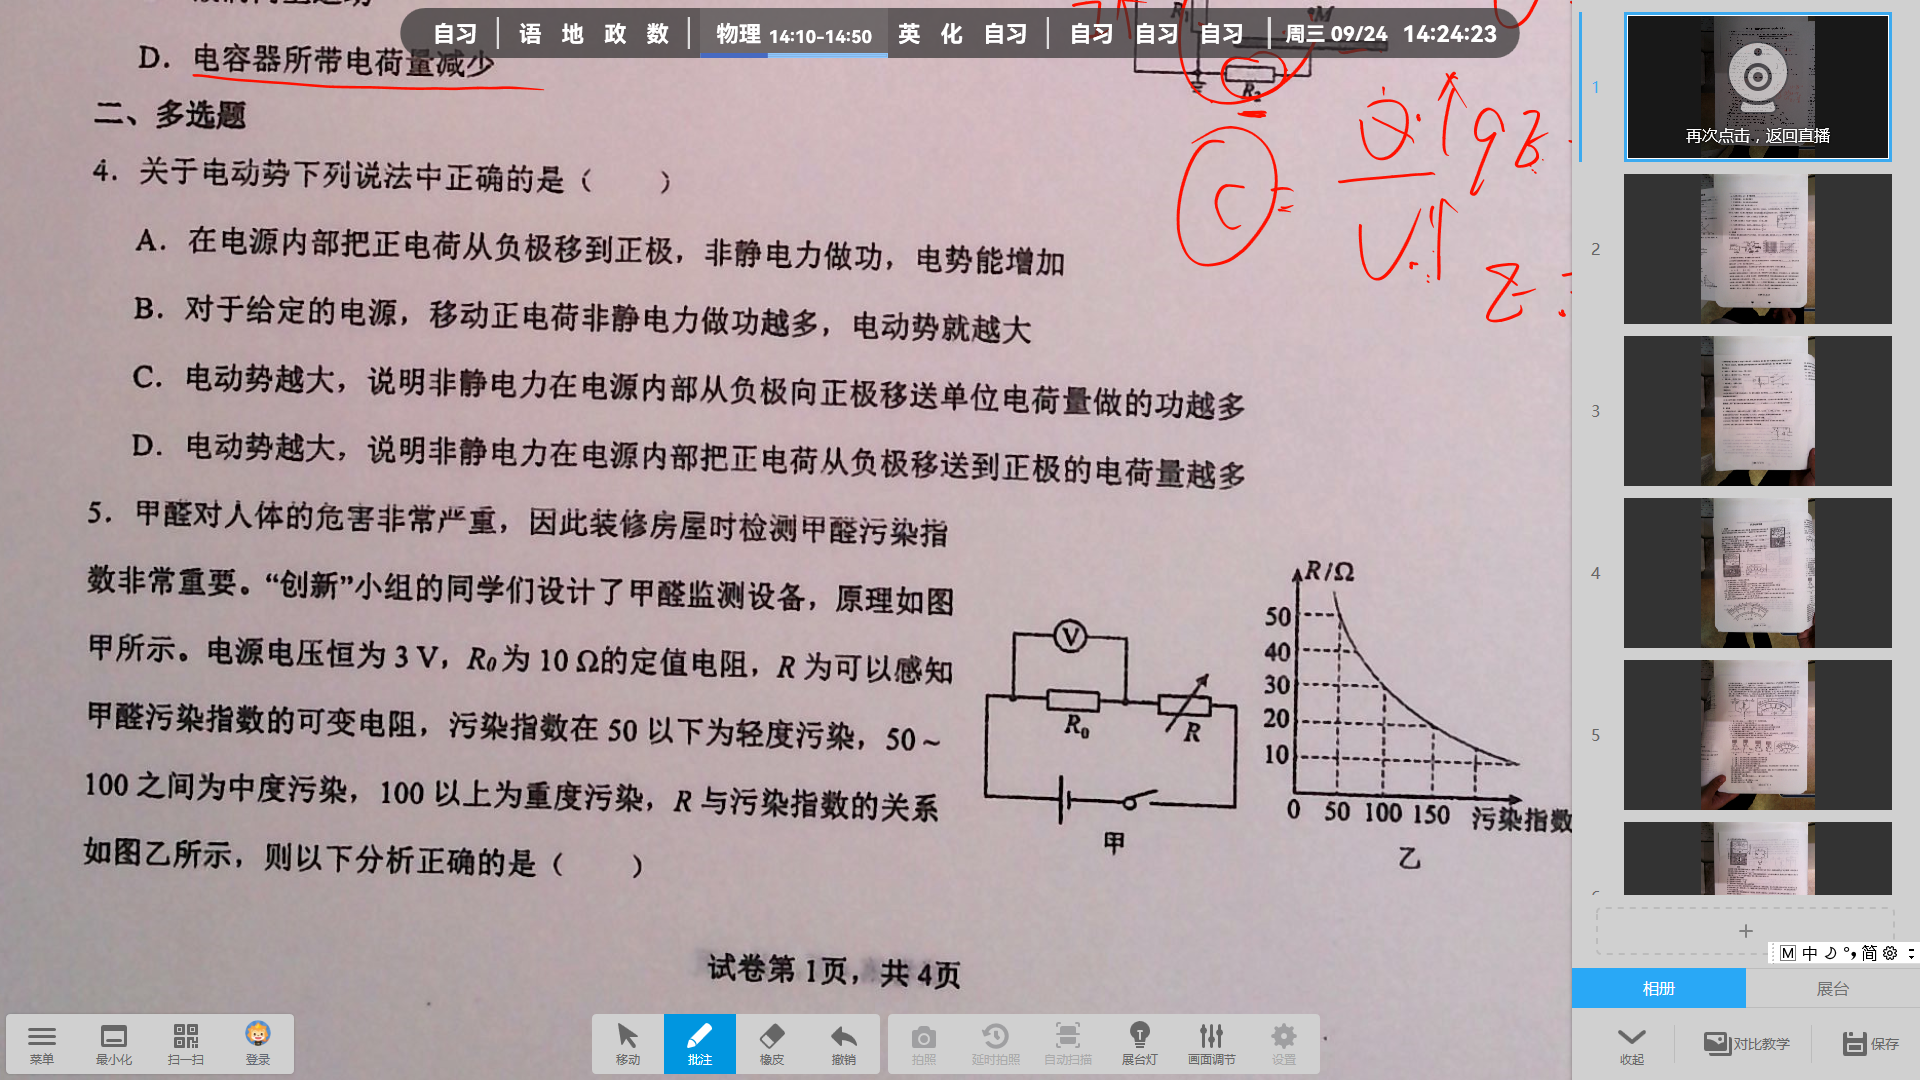 自习 | 语 地 政 数 | 物理 14:10-14:50 英 化 自习 | 自习 自习 自习 | 周三 09/24 14:24:23
D. 电容器所带电荷量减少
R₂
M
二、多选题
C = Q↑
U↑
4. 关于电动势下列说法中正确的是（ ）
A. 在电源内部把正电荷从负极移到正极，非静电力做功，电势能增加
B. 对于给定的电源，移动正电荷非静电力做功越多，电动势就越大
C. 电动势越大，说明非静电力在电源内部从负极向正极移送单位电荷量做的功越多
D. 电动势越大，说明非静电力在电源内部把正电荷从负极移送到正极的电荷量越多
5. 甲醛对人体的危害非常严重，因此装修房屋时检测甲醛污染指
数非常重要。“创新”小组的同学们设计了甲醛监测设备，原理如图
甲所示。电源电压恒为 3 V，R₀为 10 Ω的定值电阻，R 为可以感知
甲醛污染指数的可变电阻，污染指数在 50 以下为轻度污染，50～
100 之间为中度污染，100 以上为重度污染，R 与污染指数的关系
如图乙所示，则以下分析正确的是（ ）
V
R₀
R
甲
R/Ω
50
40
30
20
10
0 50 100 150 污染指数
乙
试卷第 1页，共 4页
1
再次点击，返回直播
2
3
4
5
+
M 中 简
相册 展台
菜单 最小化 扫一扫 登录
移动 批注 橡皮 撤销
拍照 延时拍照 自动扫描 展台灯 画面调节 设置
收起 对比教学 保存